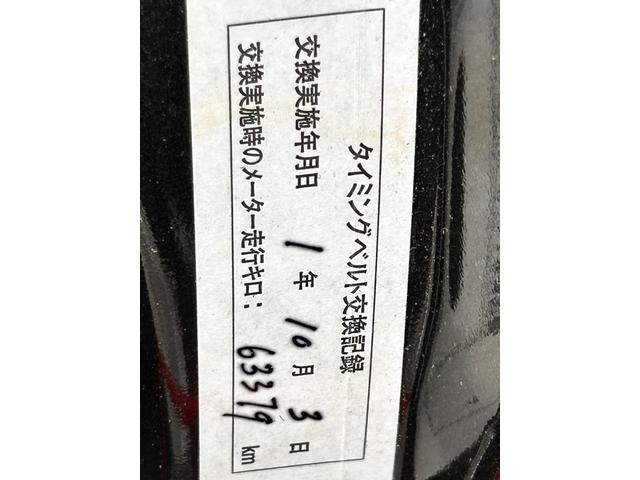 タイミングベルト交換記録
交換実施年月日 1年 10月 3日
交換実施時のメーター走行キロ： 63379 km